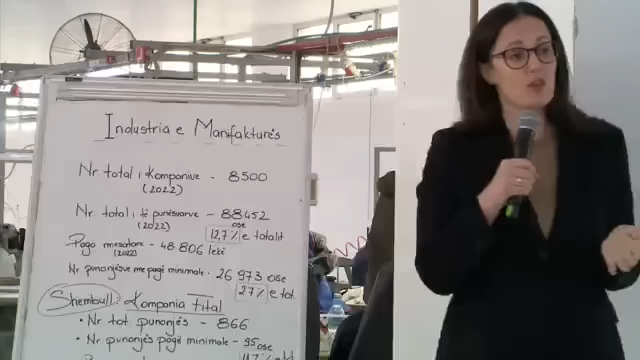 Industria e Manifakturës
Nr total i kompanive - 8500
(2022)
Nr total i të punësuarve - 88452
(2022) ose
12,7% e totalit
Paga mesatare - 48 806 lekë
(2022)
Nr punonjësve me pagë minimale - 26 973 ose
27% e tot.
Shembull: Kompania Fital
• Nr tot punonjës - 866
• Nr punonjës pagë minimale - 95 ose